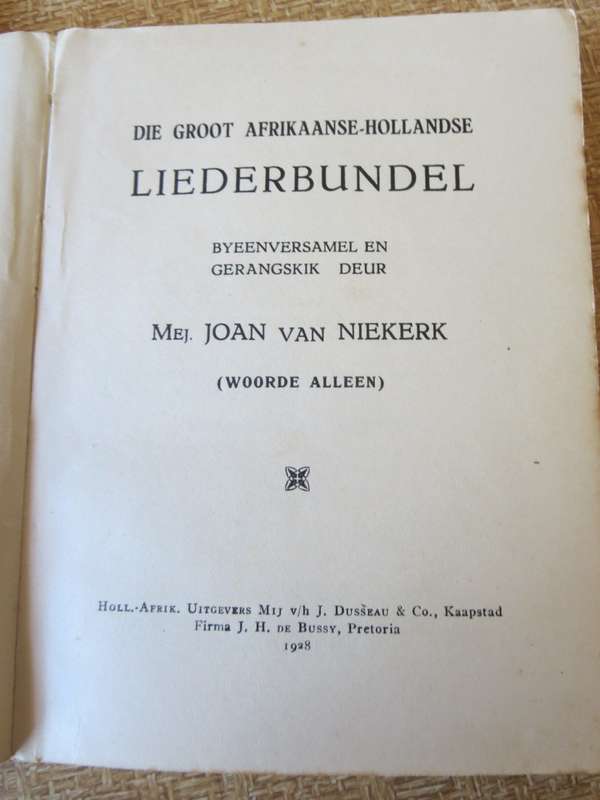 DIE GROOT AFRIKAANSE-HOLLANDSE
LIEDERBUNDEL
BYEENVERSAMEL EN
GERANGSKIK DEUR
MEJ. JOAN VAN NIEKERK
(WOORDE ALLEEN)
HOLL.-AFRIK. UITGEVERS MIJ v/h J. DUSSEAU & Co., Kaapstad
Firma J. H. DE BUSSY, Pretoria
1928